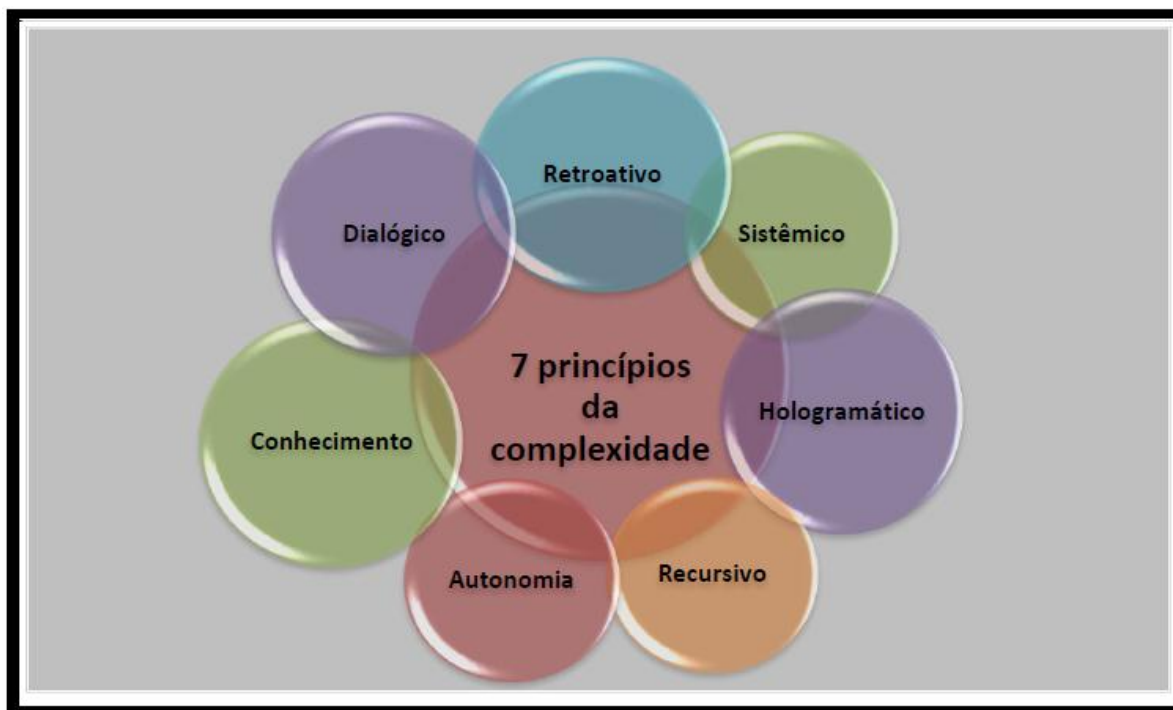 Retroativo
Dialógico
Sistêmico
7 princípios
da
complexidade
Hologramático
Conhecimento
Autonomia
Recursivo